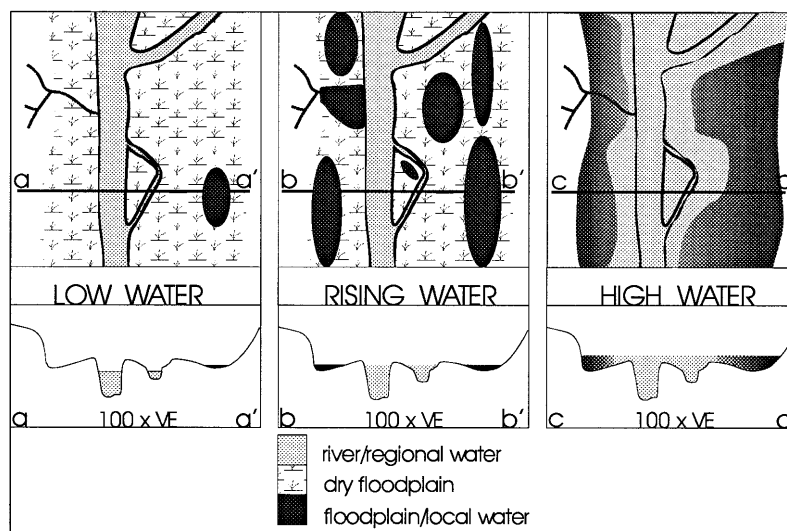 a a'
b b'
c c
LOW WATER
RISING WATER
HIGH WATER
a 100 x VE a'
b 100 x VE b'
c 100 x VE c
river/regional water
dry floodplain
floodplain/local water